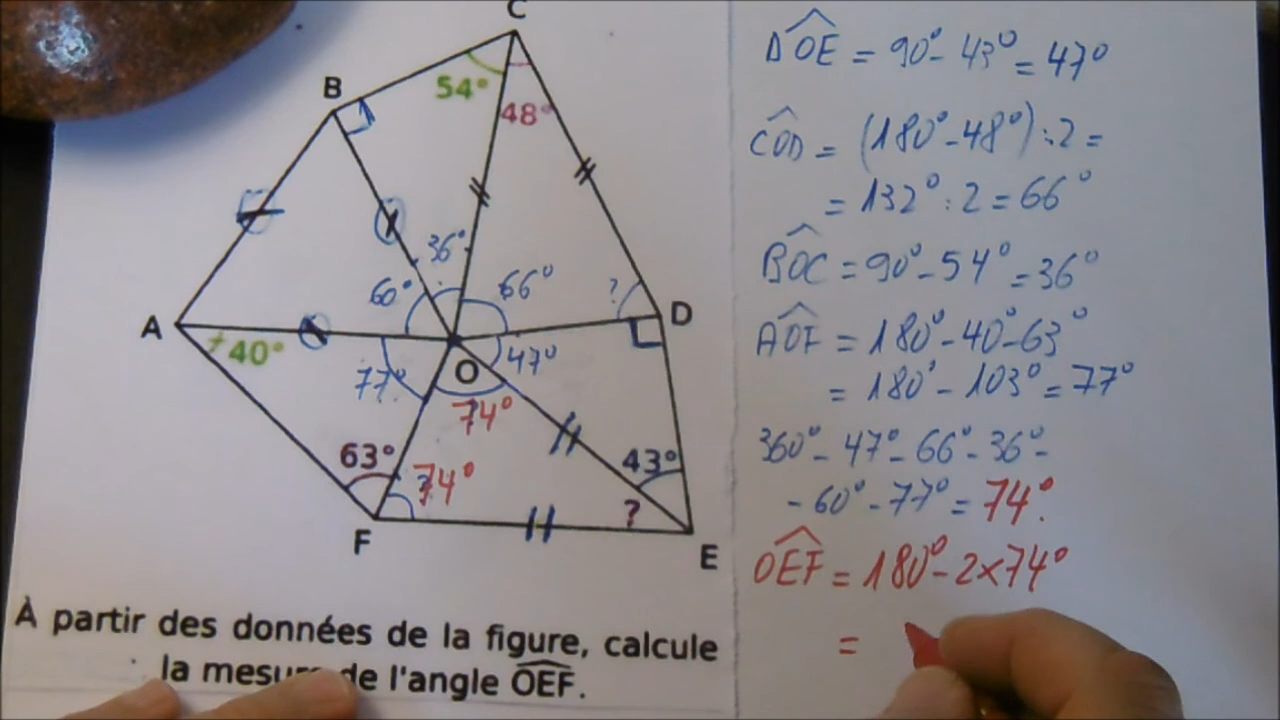 C
B
54°
48°
36°
60°
66°
?
D
A
40°
O
47°
77°
74°
63°
74°
43°
?
F
E
À partir des données de la figure, calcule
la mesure de l'angle OEF.
DOE = 90° - 43° = 47°
COD = (180° - 48°) : 2 =
= 132° : 2 = 66°
BOC = 90° - 54° = 36°
AOF = 180° - 40 - 63°
= 180° - 103° = 77°
360° - 47° - 66° - 36° -
- 60° - 77° = 74°.
OEF = 180° - 2x74°
=